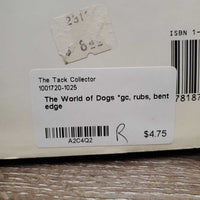 ISBN 1-
The Tack Collector
1001720-1025
The World of Dogs *gc, rubs, bent
edge
A2C4Q2
R
$4.75